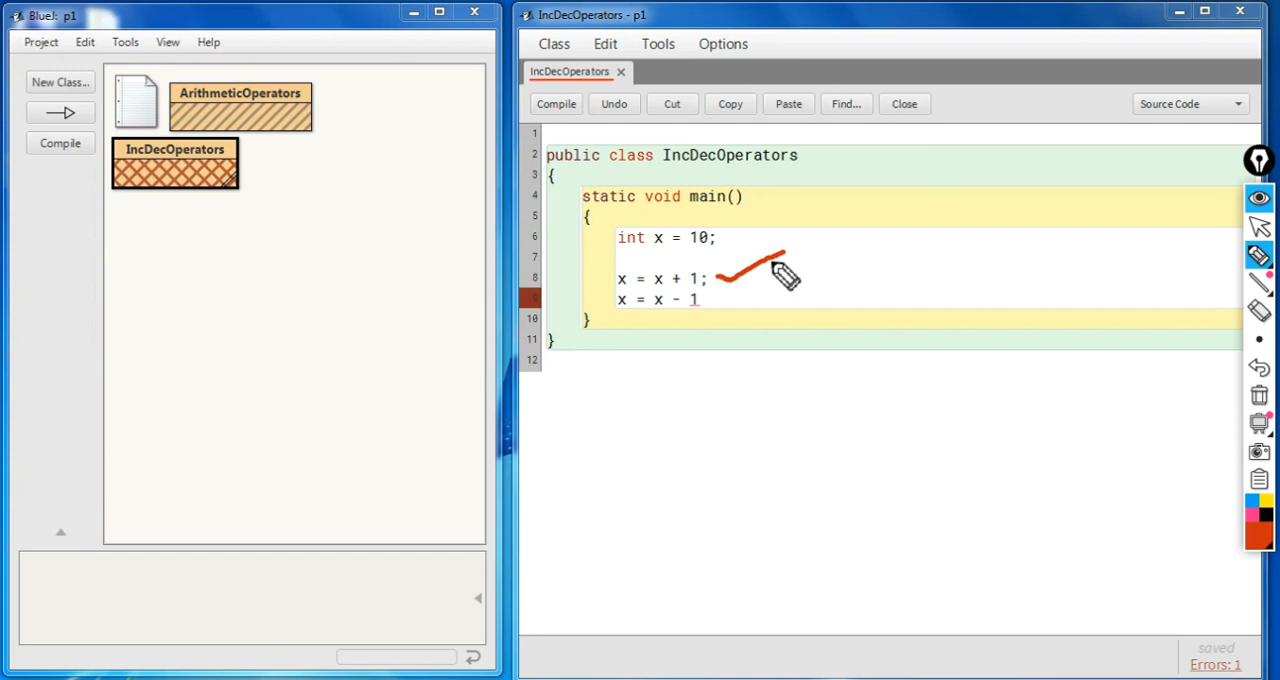 BlueJ: p1
Project Edit Tools View Help
New Class...
Compile
ArithmeticOperators
IncDecOperators
IncDecOperators - p1
Class Edit Tools Options
IncDecOperators
Compile Undo Cut Copy Paste Find... Close Source Code
1
2 public class IncDecOperators
3 {
4 static void main()
5 {
6 int x = 10;
7
8 x = x + 1;
9 x = x - 1
10 }
11 }
12
saved
Errors: 1